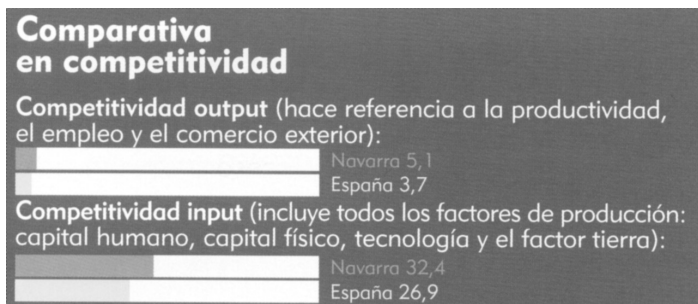 Comparativa
en competitividad
Competitividad output (hace referencia a la productividad,
el empleo y el comercio exterior):
Navarra 5,1
España 3,7
Competitividad input (incluye todos los factores de producción:
capital humano, capital físico, tecnología y el factor tierra):
Navarra 32,4
España 26,9